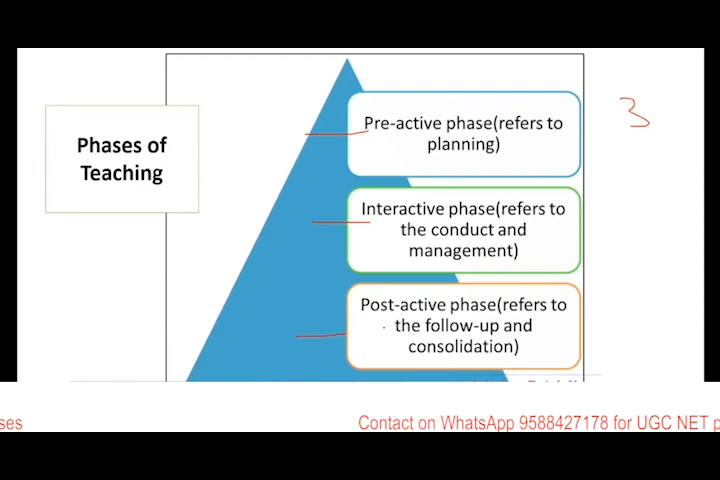 Phases of
Teaching
3
Pre-active phase(refers to
planning)
Interactive phase(refers to
the conduct and
management)
Post-active phase(refers to
the follow-up and
consolidation)
ses
Contact on WhatsApp 9588427178 for UGC NET p